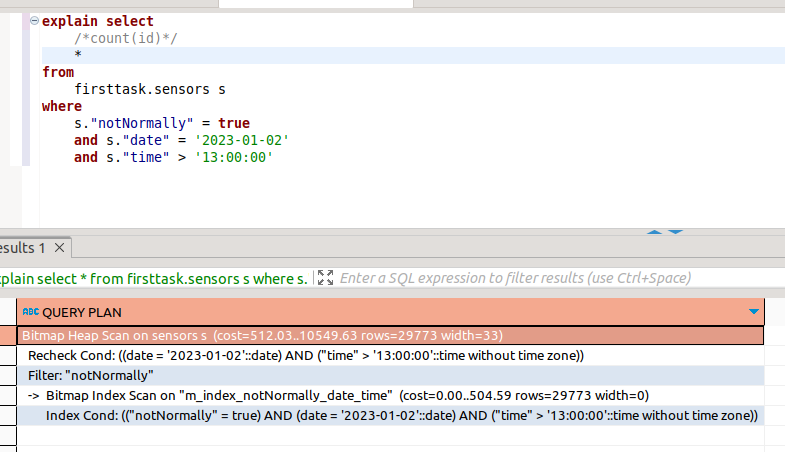 explain select
/*count(id)*/
*
from
firsttask.sensors s
where
s."notNormally" = true
and s."date" = '2023-01-02'
and s."time" > '13:00:00'
esults 1
plain select * from firsttask.sensors s where s.
Enter a SQL expression to filter results (use Ctrl+Space)
ABC QUERY PLAN
Bitmap Heap Scan on sensors s (cost=512.03..10549.63 rows=29773 width=33)
Recheck Cond: ((date = '2023-01-02'::date) AND ("time" > '13:00:00'::time without time zone))
Filter: "notNormally"
-> Bitmap Index Scan on "m_index_notNormally_date_time" (cost=0.00..504.59 rows=29773 width=0)
Index Cond: (("notNormally" = true) AND (date = '2023-01-02'::date) AND ("time" > '13:00:00'::time without time zone))